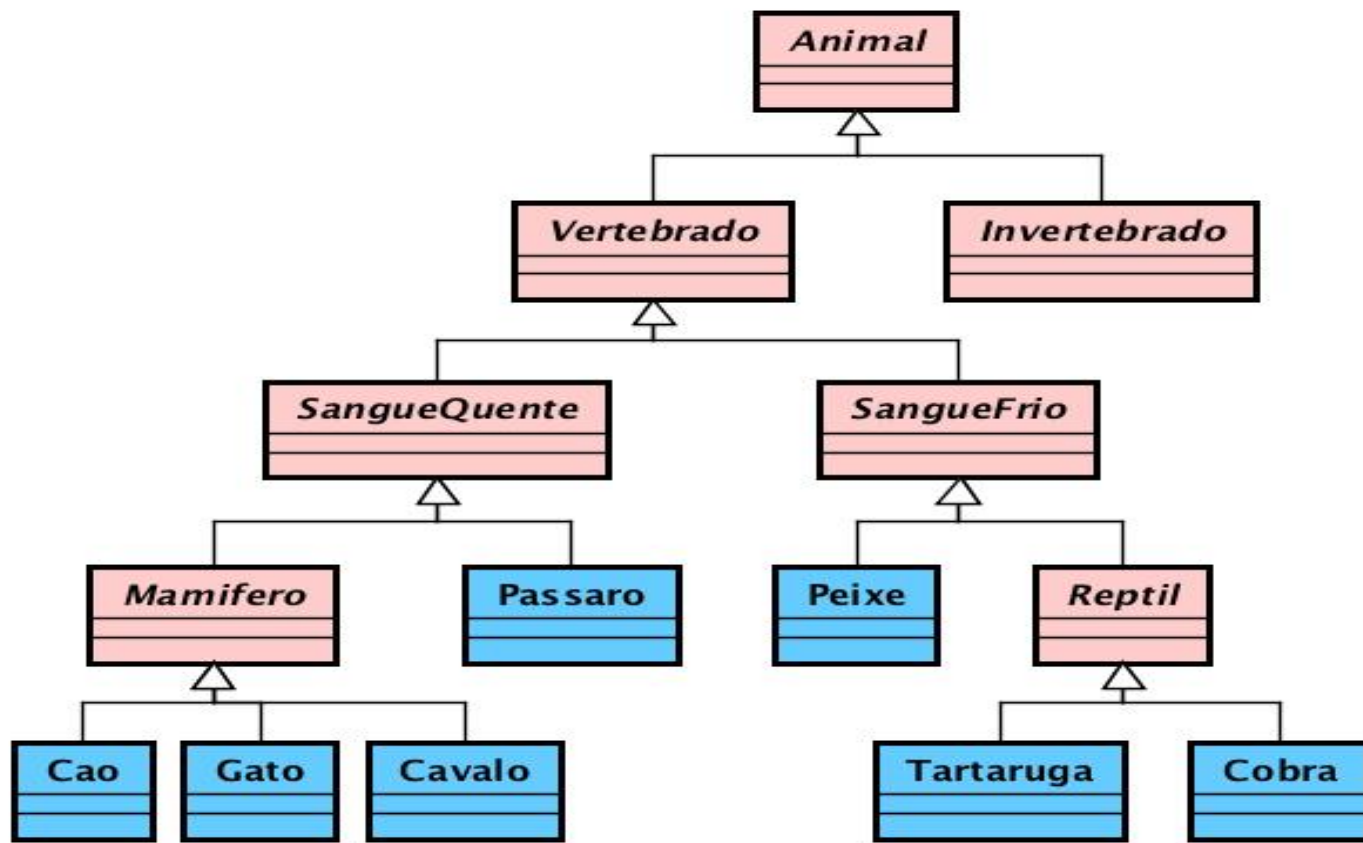 Animal
Vertebrado
Invertebrado
SangueQuente
SangueFrio
Mamifero
Passaro
Peixe
Reptil
Cao
Gato
Cavalo
Tartaruga
Cobra